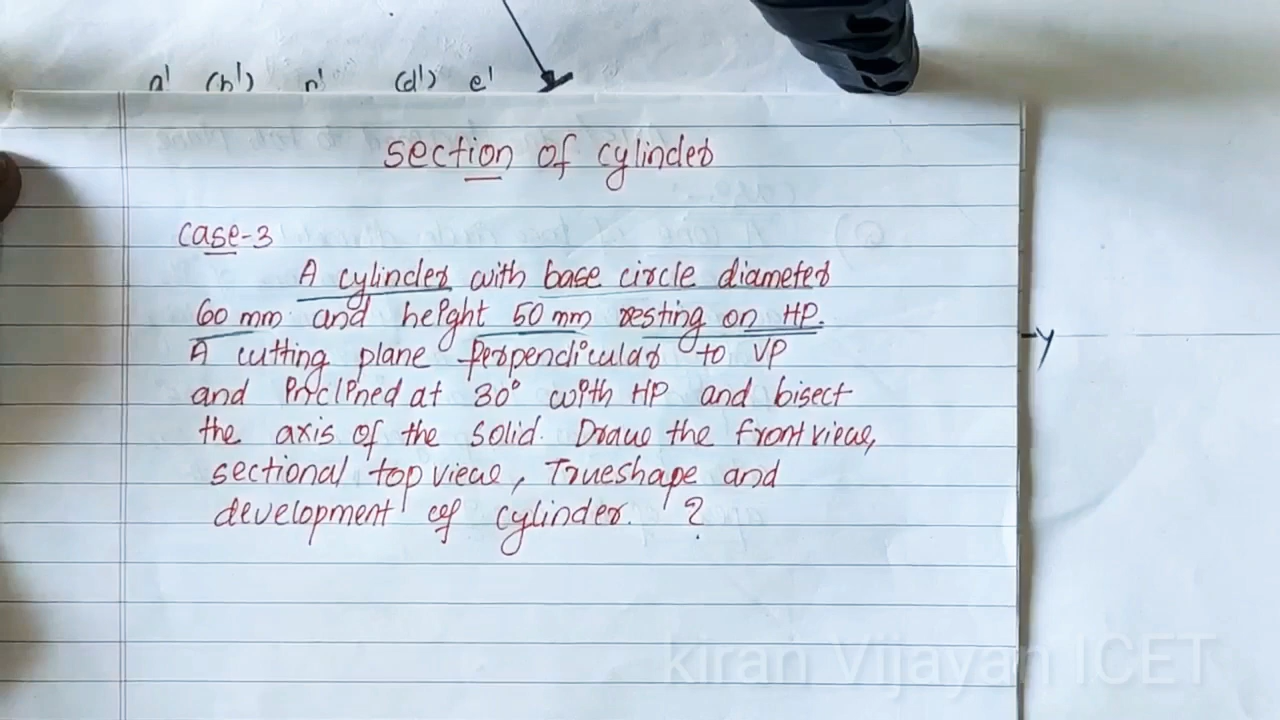 a' (b') n' (d') e'
section of cylinder
case-3
A cylinder with base circle diameter
60 mm and height 50 mm resting on HP.
A cutting plane perpendicular to VP
and inclined at 30° with HP and bisect
the axis of the solid. Draw the front view,
sectional top view, Trueshape and
development of cylinder. ?
y
kiran Vijayan ICET